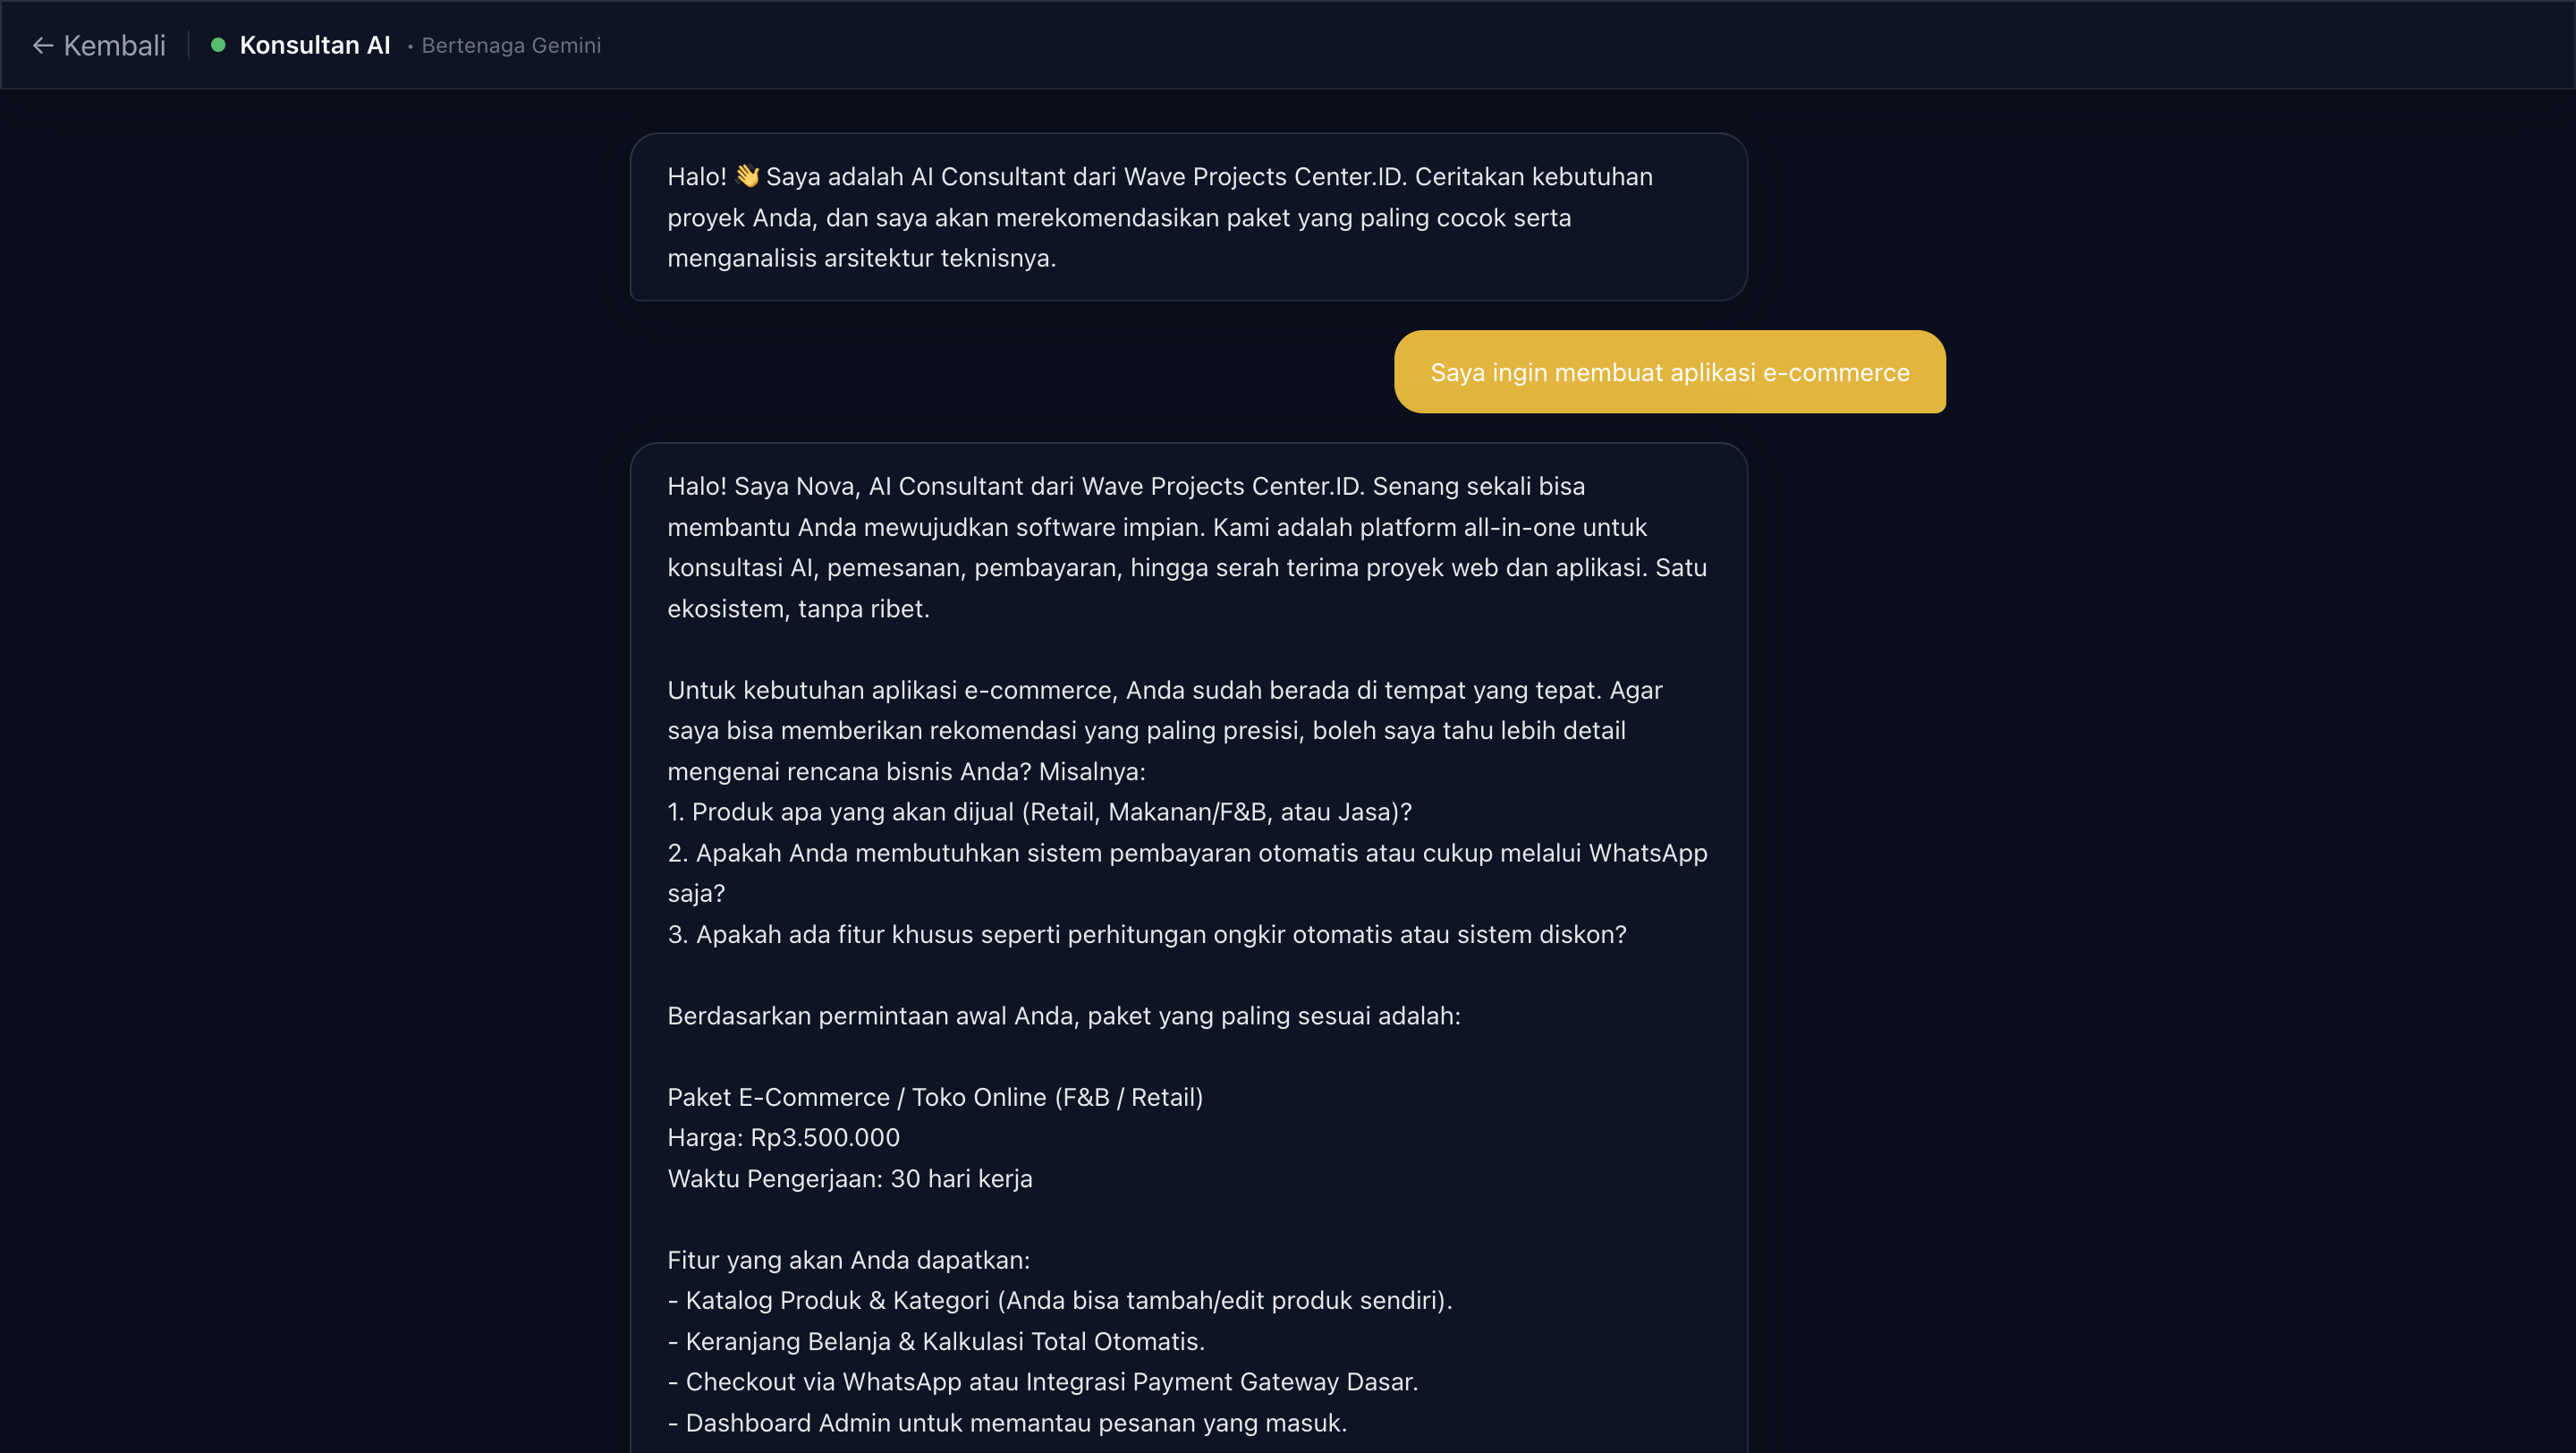 ← Kembali
Konsultan AI • Bertenaga Gemini
Halo! 👋 Saya adalah AI Consultant dari Wave Projects Center.ID. Ceritakan kebutuhan
proyek Anda, dan saya akan merekomendasikan paket yang paling cocok serta
menganalisis arsitektur teknisnya.
Saya ingin membuat aplikasi e-commerce
Halo! Saya Nova, AI Consultant dari Wave Projects Center.ID. Senang sekali bisa
membantu Anda mewujudkan software impian. Kami adalah platform all-in-one untuk
konsultasi AI, pemesanan, pembayaran, hingga serah terima proyek web dan aplikasi. Satu
ekosistem, tanpa ribet.
Untuk kebutuhan aplikasi e-commerce, Anda sudah berada di tempat yang tepat. Agar
saya bisa memberikan rekomendasi yang paling presisi, boleh saya tahu lebih detail
mengenai rencana bisnis Anda? Misalnya:
1. Produk apa yang akan dijual (Retail, Makanan/F&B, atau Jasa)?
2. Apakah Anda membutuhkan sistem pembayaran otomatis atau cukup melalui WhatsApp
saja?
3. Apakah ada fitur khusus seperti perhitungan ongkir otomatis atau sistem diskon?
Berdasarkan permintaan awal Anda, paket yang paling sesuai adalah:
Paket E-Commerce / Toko Online (F&B / Retail)
Harga: Rp3.500.000
Waktu Pengerjaan: 30 hari kerja
Fitur yang akan Anda dapatkan:
- Katalog Produk & Kategori (Anda bisa tambah/edit produk sendiri).
- Keranjang Belanja & Kalkulasi Total Otomatis.
- Checkout via WhatsApp atau Integrasi Payment Gateway Dasar.
- Dashboard Admin untuk memantau pesanan yang masuk.